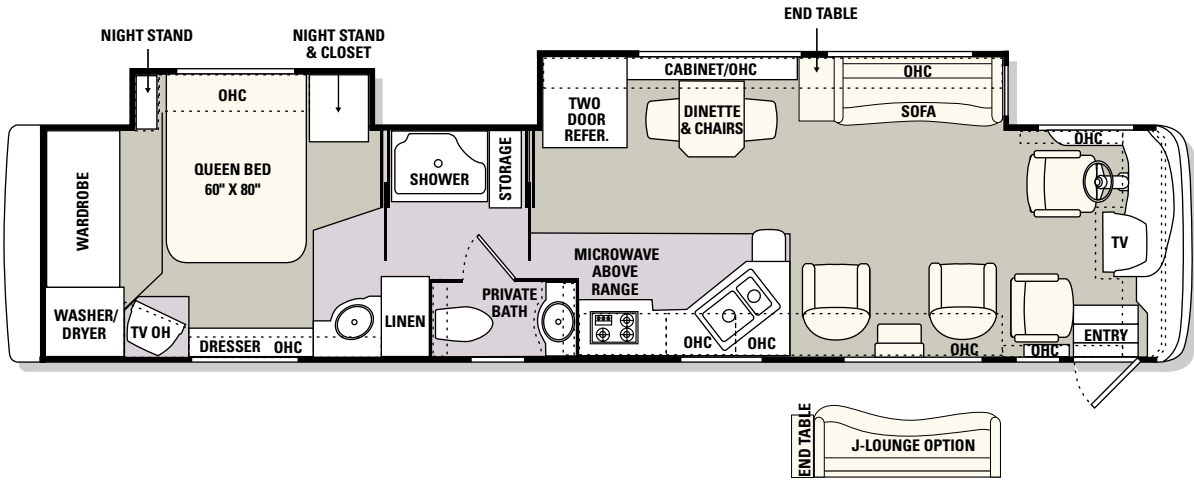 END TABLE
NIGHT STAND
NIGHT STAND
& CLOSET
OHC
CABINET/OHC
OHC
TWO
DOOR
REFER.
DINETTE
& CHAIRS
SOFA
OHC
WARDROBE
QUEEN BED
60" X 80"
SHOWER
STORAGE
TV
MICROWAVE
ABOVE
RANGE
WASHER/
DRYER
TV OH
DRESSER OHC
LINEN
PRIVATE
BATH
OHC
OHC
OHC
OHC
ENTRY
END TABLE
J-LOUNGE OPTION